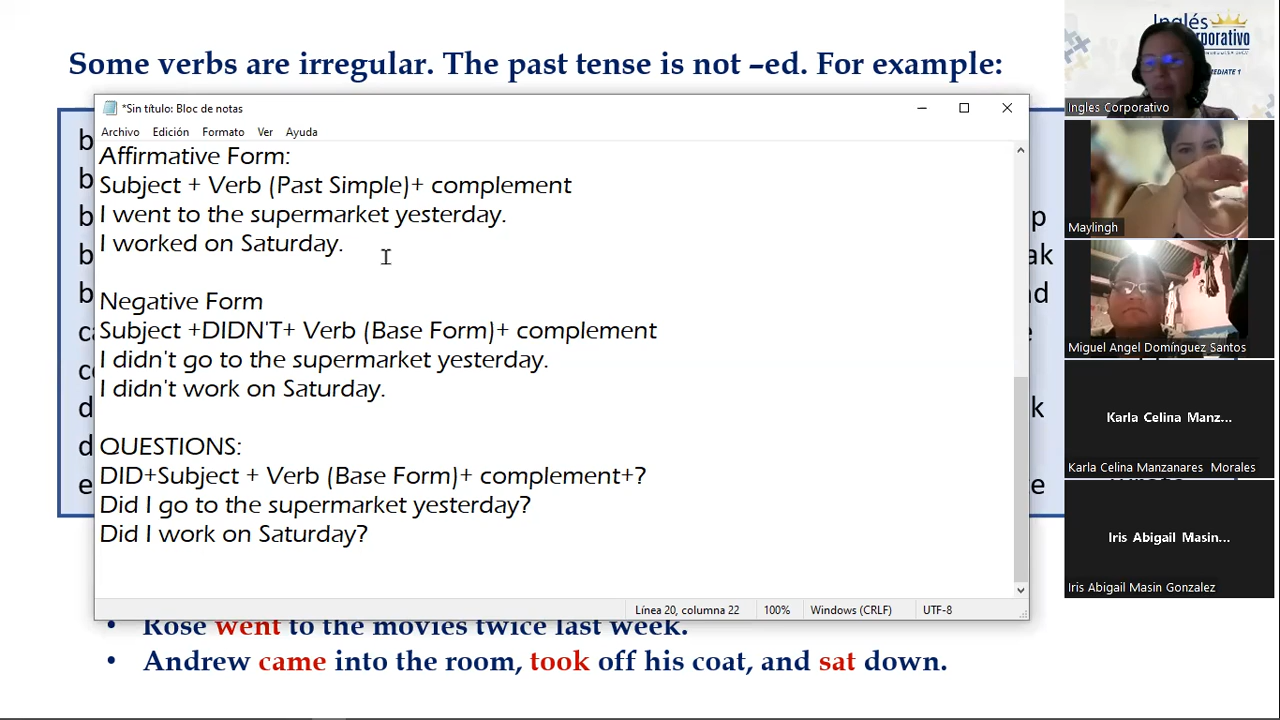 Some verbs are irregular. The past tense is not –ed. For example:
*Sin título: Bloc de notas
Archivo Edición Formato Ver Ayuda
Affirmative Form:
Subject + Verb (Past Simple)+ complement
I went to the supermarket yesterday.
I worked on Saturday.
Negative Form
Subject +DIDN'T+ Verb (Base Form)+ complement
I didn't go to the supermarket yesterday.
I didn't work on Saturday.
QUESTIONS:
DID+Subject + Verb (Base Form)+ complement+?
Did I go to the supermarket yesterday?
Did I work on Saturday?
Línea 20, columna 22 100% Windows (CRLF) UTF-8
Rose went to the movies twice last week.
• Andrew came into the room, took off his coat, and sat down.
Inglés
Ingles Corporativo
Maylingh
Miguel Angel Domínguez Santos
Karla Celina Manz...
Karla Celina Manzanares Morales
Iris Abigail Masin...
Iris Abigail Masin Gonzalez